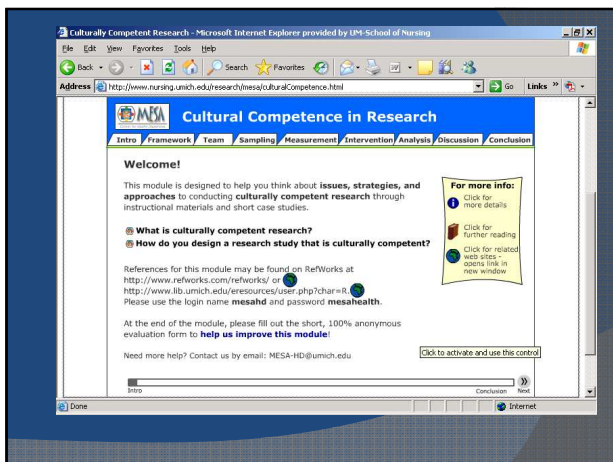 Culturally Competent Research - Microsoft Internet Explorer provided by UM-School of Nursing
File Edit View Favorites Tools Help
Back Search Favorites
Address http://www.nursing.umich.edu/research/mesa/culturalCompetence.html Go Links »
MESA Cultural Competence in Research
Intro Framework Team Sampling Measurement Intervention Analysis Discussion Conclusion
Welcome!
This module is designed to help you think about issues, strategies, and
approaches to conducting culturally competent research through
instructional materials and short case studies.
What is culturally competent research?
How do you design a research study that is culturally competent?
References for this module may be found on RefWorks at
http://www.refworks.com/refworks/ or
http://www.lib.umich.edu/eresources/user.php?char=R.
Please use the login name mesahd and password mesahealth.
At the end of the module, please fill out the short, 100% anonymous
evaluation form to help us improve this module!
Need more help? Contact us by email: MESA-HD@umich.edu
For more info:
Click for
more details
Click for
further reading
Click for related
web sites -
opens link in
new window
Click to activate and use this control
Intro Conclusion Next
Done Internet